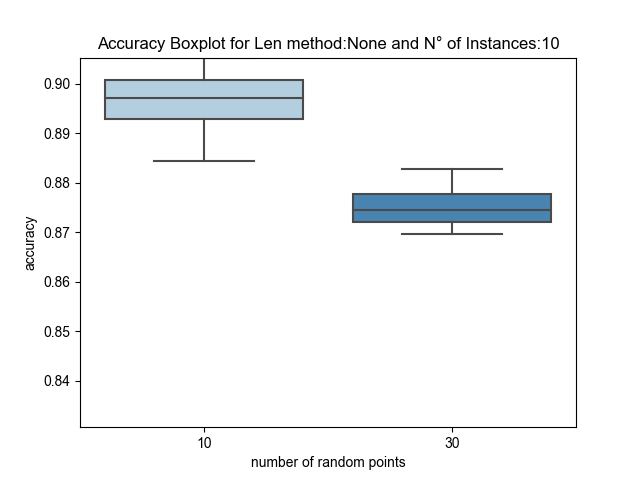 Accuracy Boxplot for Len method:None and N° of Instances:10
0.90
0.89
0.88
0.87
0.86
0.85
0.84
accuracy
10 30
number of random points